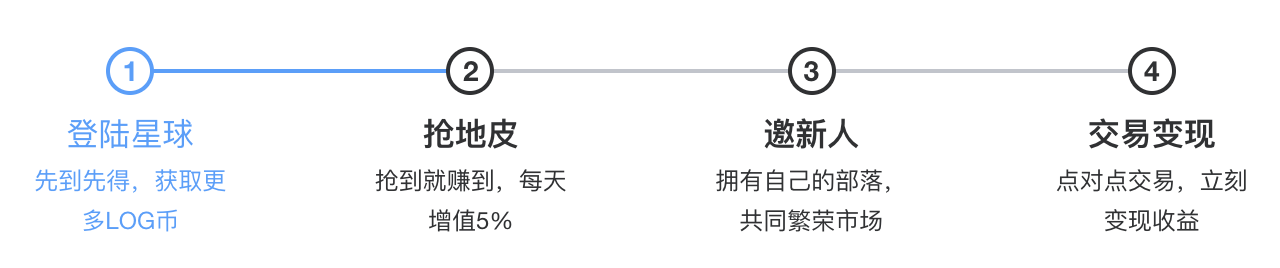 1
2
3
4
登陆星球
抢地皮
邀新人
交易变现
先到先得，获取更
多LOG币
抢到就赚到，每天
增值5%
拥有自己的部落，
共同繁荣市场
点对点交易，立刻
变现收益